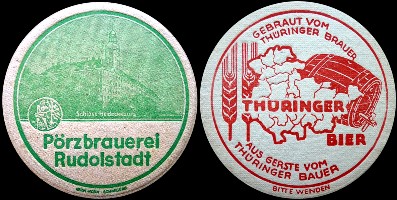 Schloss Heidecksburg
Pörzbrauerei
Rudolstadt
GEBRAUT VOM
THÜRINGER BRAUER
THÜRINGER
BIER
AUS GERSTE VOM
THÜRINGER BAUER
BITTE WENDEN